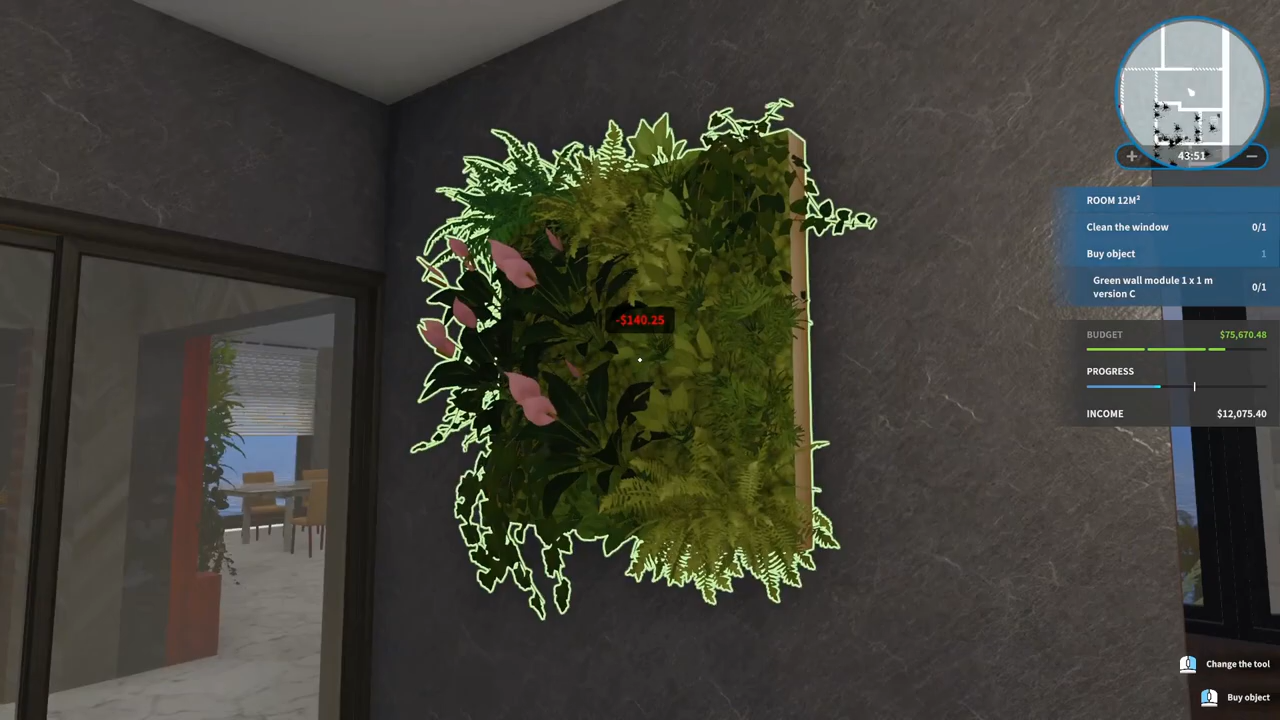 43:51
ROOM 12M²
Clean the window 0/1
Buy object 1
Green wall module 1 x 1 m
version C 0/1
-$140.25
BUDGET $75,670.48
PROGRESS
INCOME $12,075.40
Change the tool
Buy object